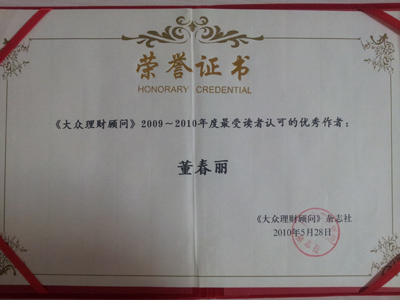 荣誉证书
HONORARY CREDENTIAL
《大众理财顾问》2009～2010年度最受读者认可的优秀作者：
董春丽
《大众理财顾问》杂志社
2010年5月28日